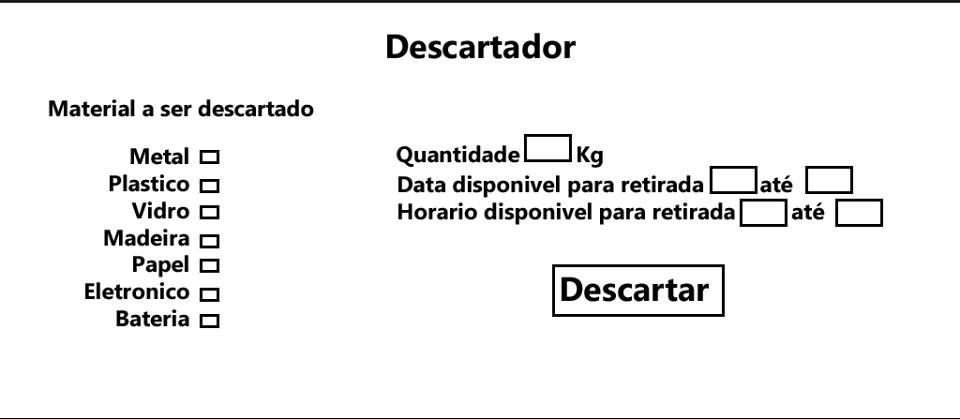 Descartador
Material a ser descartado
Metal
Plastico
Vidro
Madeira
Papel
Eletronico
Bateria
Quantidade Kg
Data disponivel para retirada até
Horario disponivel para retirada até
Descartar